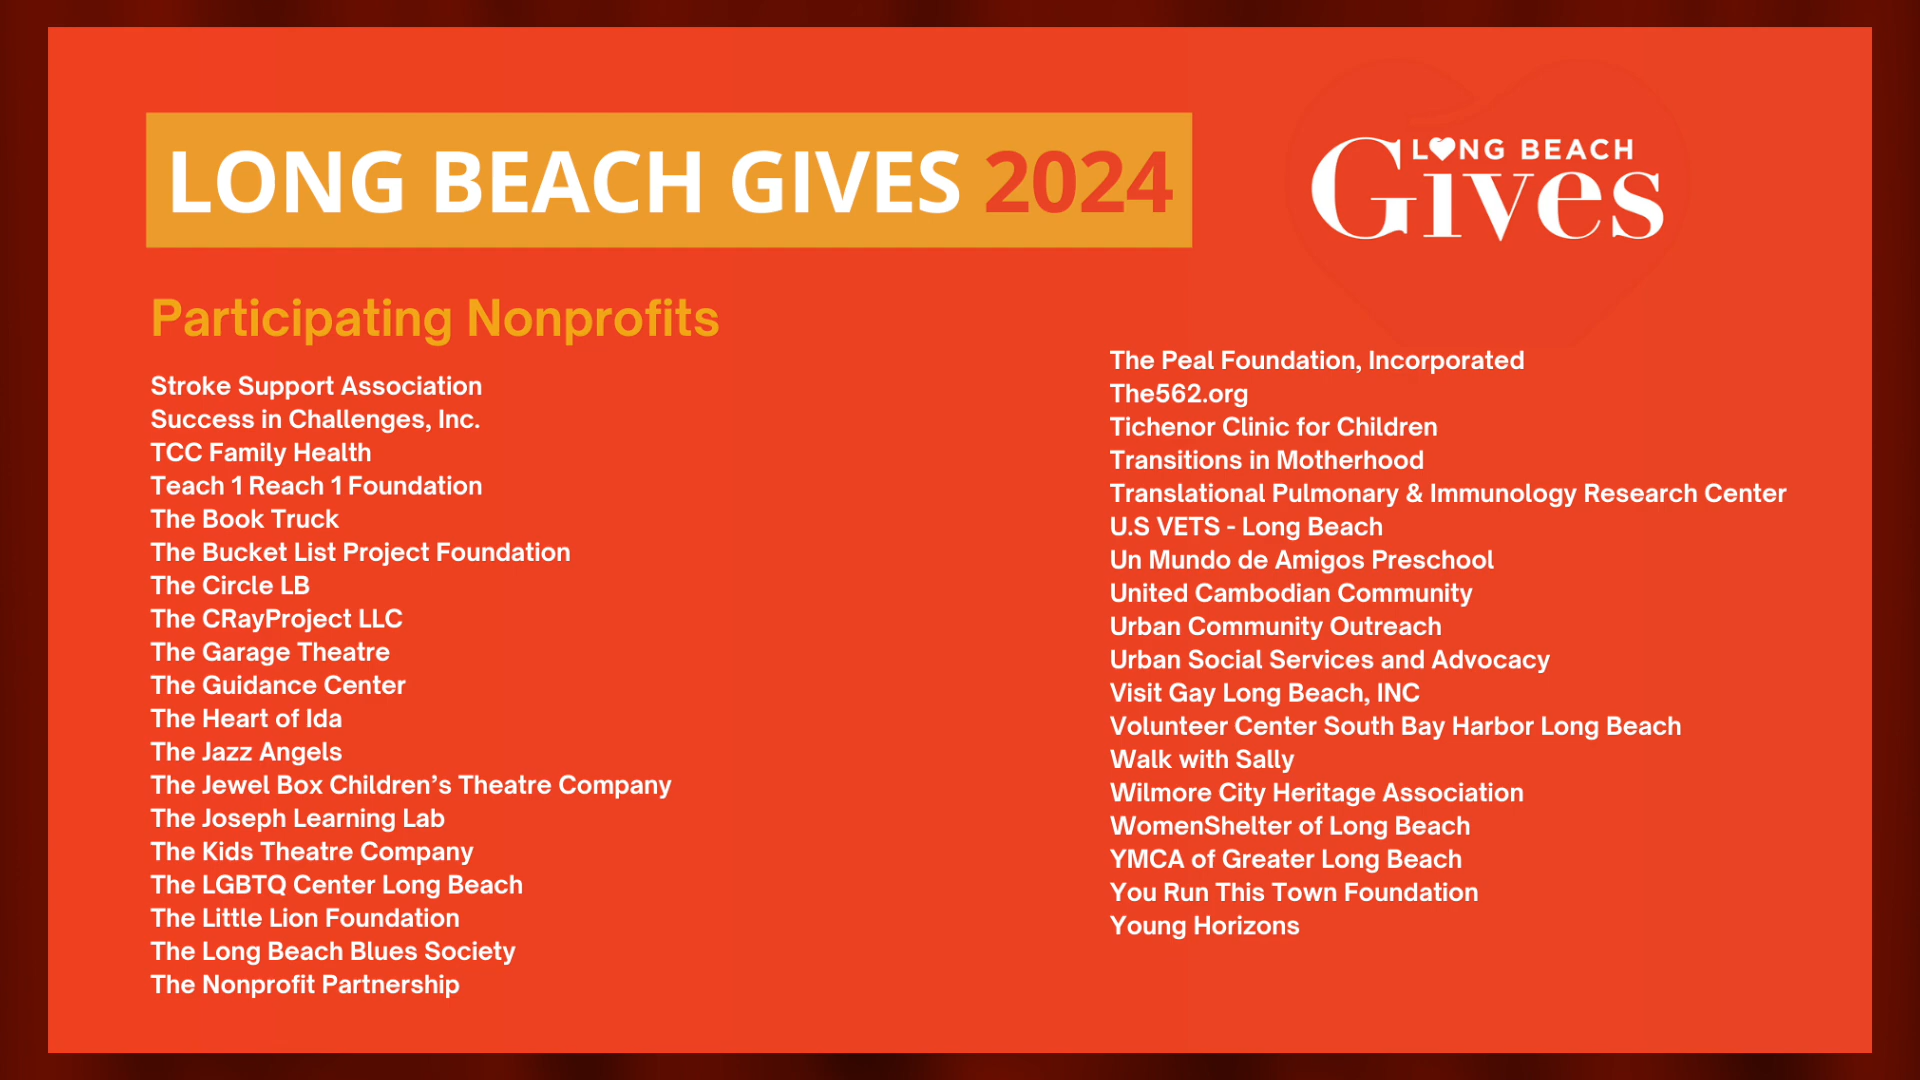 LONG BEACH GIVES 2024
LONG BEACH
Gives
Participating Nonprofits
Stroke Support Association
Success in Challenges, Inc.
TCC Family Health
Teach 1 Reach 1 Foundation
The Book Truck
The Bucket List Project Foundation
The Circle LB
The CRayProject LLC
The Garage Theatre
The Guidance Center
The Heart of Ida
The Jazz Angels
The Jewel Box Children’s Theatre Company
The Joseph Learning Lab
The Kids Theatre Company
The LGBTQ Center Long Beach
The Little Lion Foundation
The Long Beach Blues Society
The Nonprofit Partnership
The Peal Foundation, Incorporated
The562.org
Tichenor Clinic for Children
Transitions in Motherhood
Translational Pulmonary & Immunology Research Center
U.S VETS - Long Beach
Un Mundo de Amigos Preschool
United Cambodian Community
Urban Community Outreach
Urban Social Services and Advocacy
Visit Gay Long Beach, INC
Volunteer Center South Bay Harbor Long Beach
Walk with Sally
Wilmore City Heritage Association
WomenShelter of Long Beach
YMCA of Greater Long Beach
You Run This Town Foundation
Young Horizons